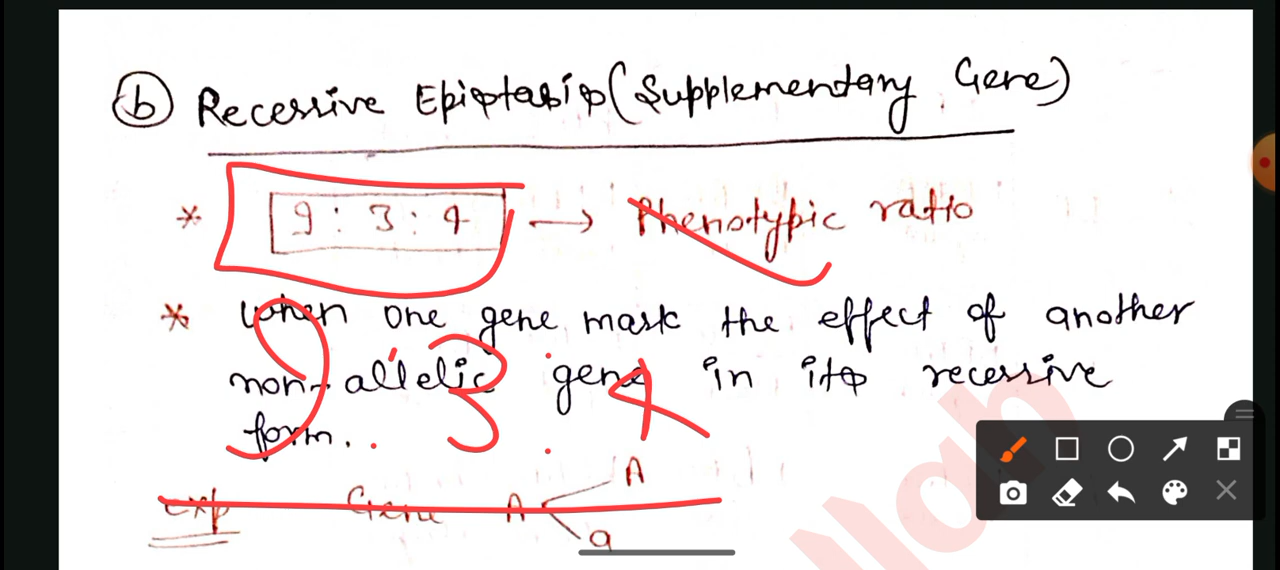 (b) Recessive Epistasis (Supplementary Gene)
* 9 : 3 : 4 → Phenotypic ratio
* When one gene mask the effect of another
non-allelic gene in its recessive
form.
9 : 3 : 4
A
exp Gene A
a